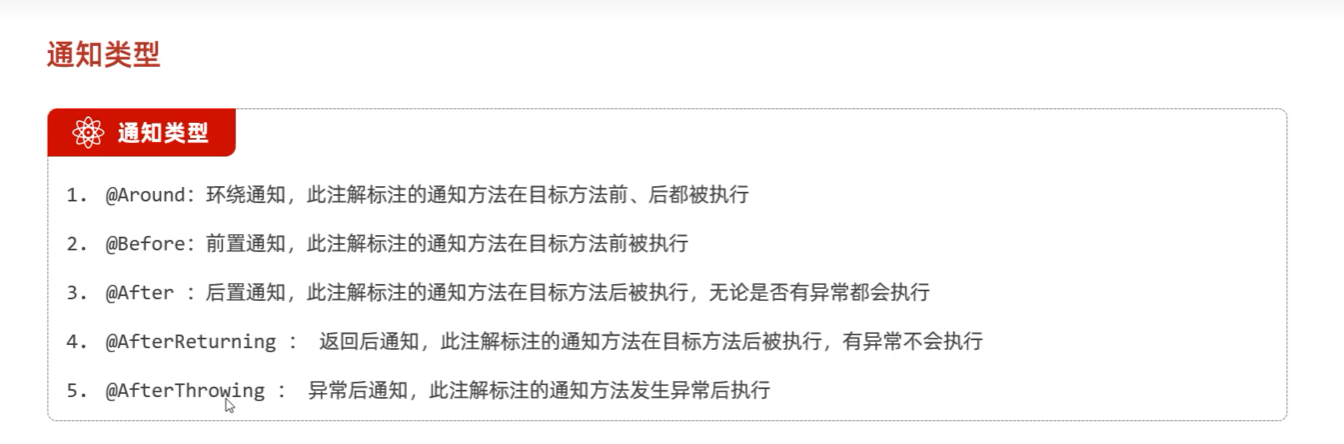 通知类型
通知类型
1. @Around：环绕通知，此注解标注的通知方法在目标方法前、后都被执行
2. @Before：前置通知，此注解标注的通知方法在目标方法前被执行
3. @After ：后置通知，此注解标注的通知方法在目标方法后被执行，无论是否有异常都会执行
4. @AfterReturning ： 返回后通知，此注解标注的通知方法在目标方法后被执行，有异常不会执行
5. @AfterThrowing ： 异常后通知，此注解标注的通知方法发生异常后执行